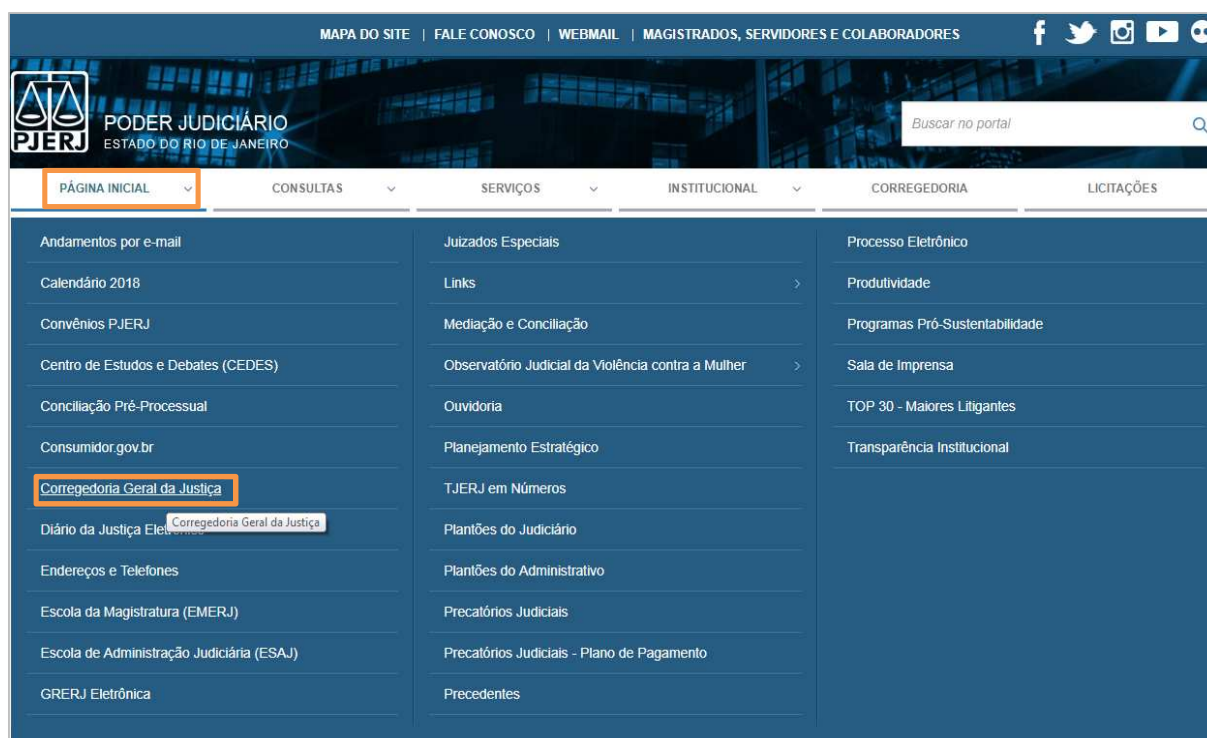 MAPA DO SITE | FALE CONOSCO | WEBMAIL | MAGISTRADOS, SERVIDORES E COLABORADORES
PJERJ
PODER JUDICIÁRIO
ESTADO DO RIO DE JANEIRO
Buscar no portal
PÁGINA INICIAL CONSULTAS SERVIÇOS INSTITUCIONAL CORREGEDORIA LICITAÇÕES
Andamentos por e-mail
Calendário 2018
Convênios PJERJ
Centro de Estudos e Debates (CEDES)
Conciliação Pré-Processual
Consumidor.gov.br
Corregedoria Geral da Justiça
Corregedoria Geral da Justiça
Diário da Justiça
Endereços e Telefones
Escola da Magistratura (EMERJ)
Escola de Administração Judiciária (ESAJ)
GRERJ Eletrônica
Juizados Especiais
Links
Mediação e Conciliação
Observatório Judicial da Violência contra a Mulher
Ouvidoria
Planejamento Estratégico
TJERJ em Números
Plantões do Judiciário
Plantões do Administrativo
Precatórios Judiciais
Precatórios Judiciais - Plano de Pagamento
Precedentes
Processo Eletrônico
Produtividade
Programas Pró-Sustentabilidade
Sala de Imprensa
TOP 30 - Maiores Litigantes
Transparência Institucional